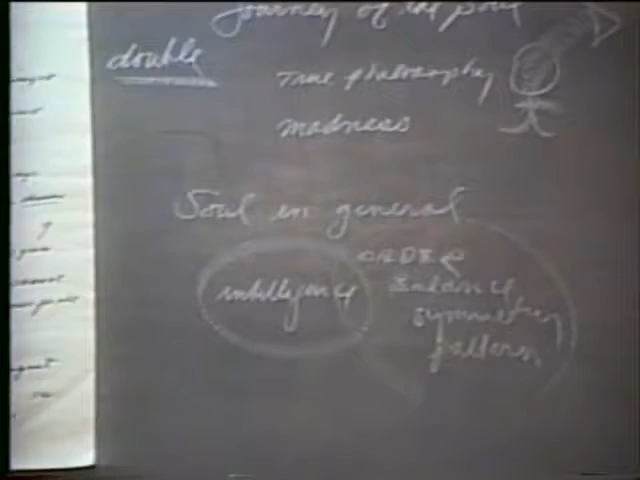 journey of the soul
double
True philosophy
madness
Soul in general
ORDER
intelligence
Balance
symmetry
pattern